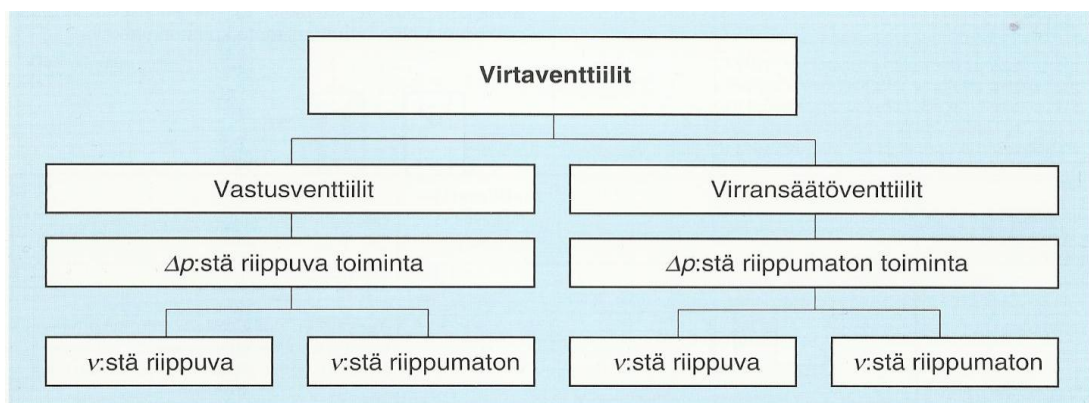 Virtaventtiilit
Vastusventtiilit
Virransäätöventtiilit
Δp:stä riippuva toiminta
Δp:stä riippumaton toiminta
ν:stä riippuva
ν:stä riippumaton
ν:stä riippuva
ν:stä riippumaton